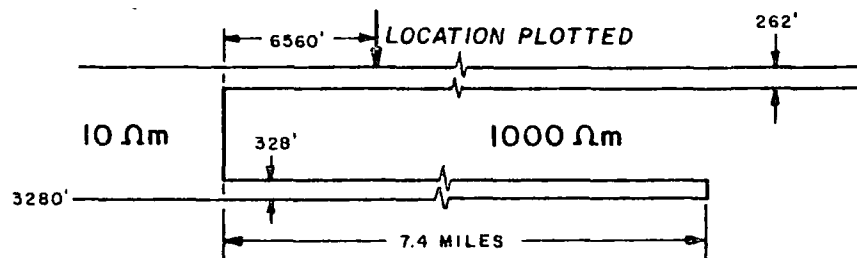 6560'
LOCATION PLOTTED
262'
10 Ωm
328'
1000 Ωm
3280'
7.4 MILES